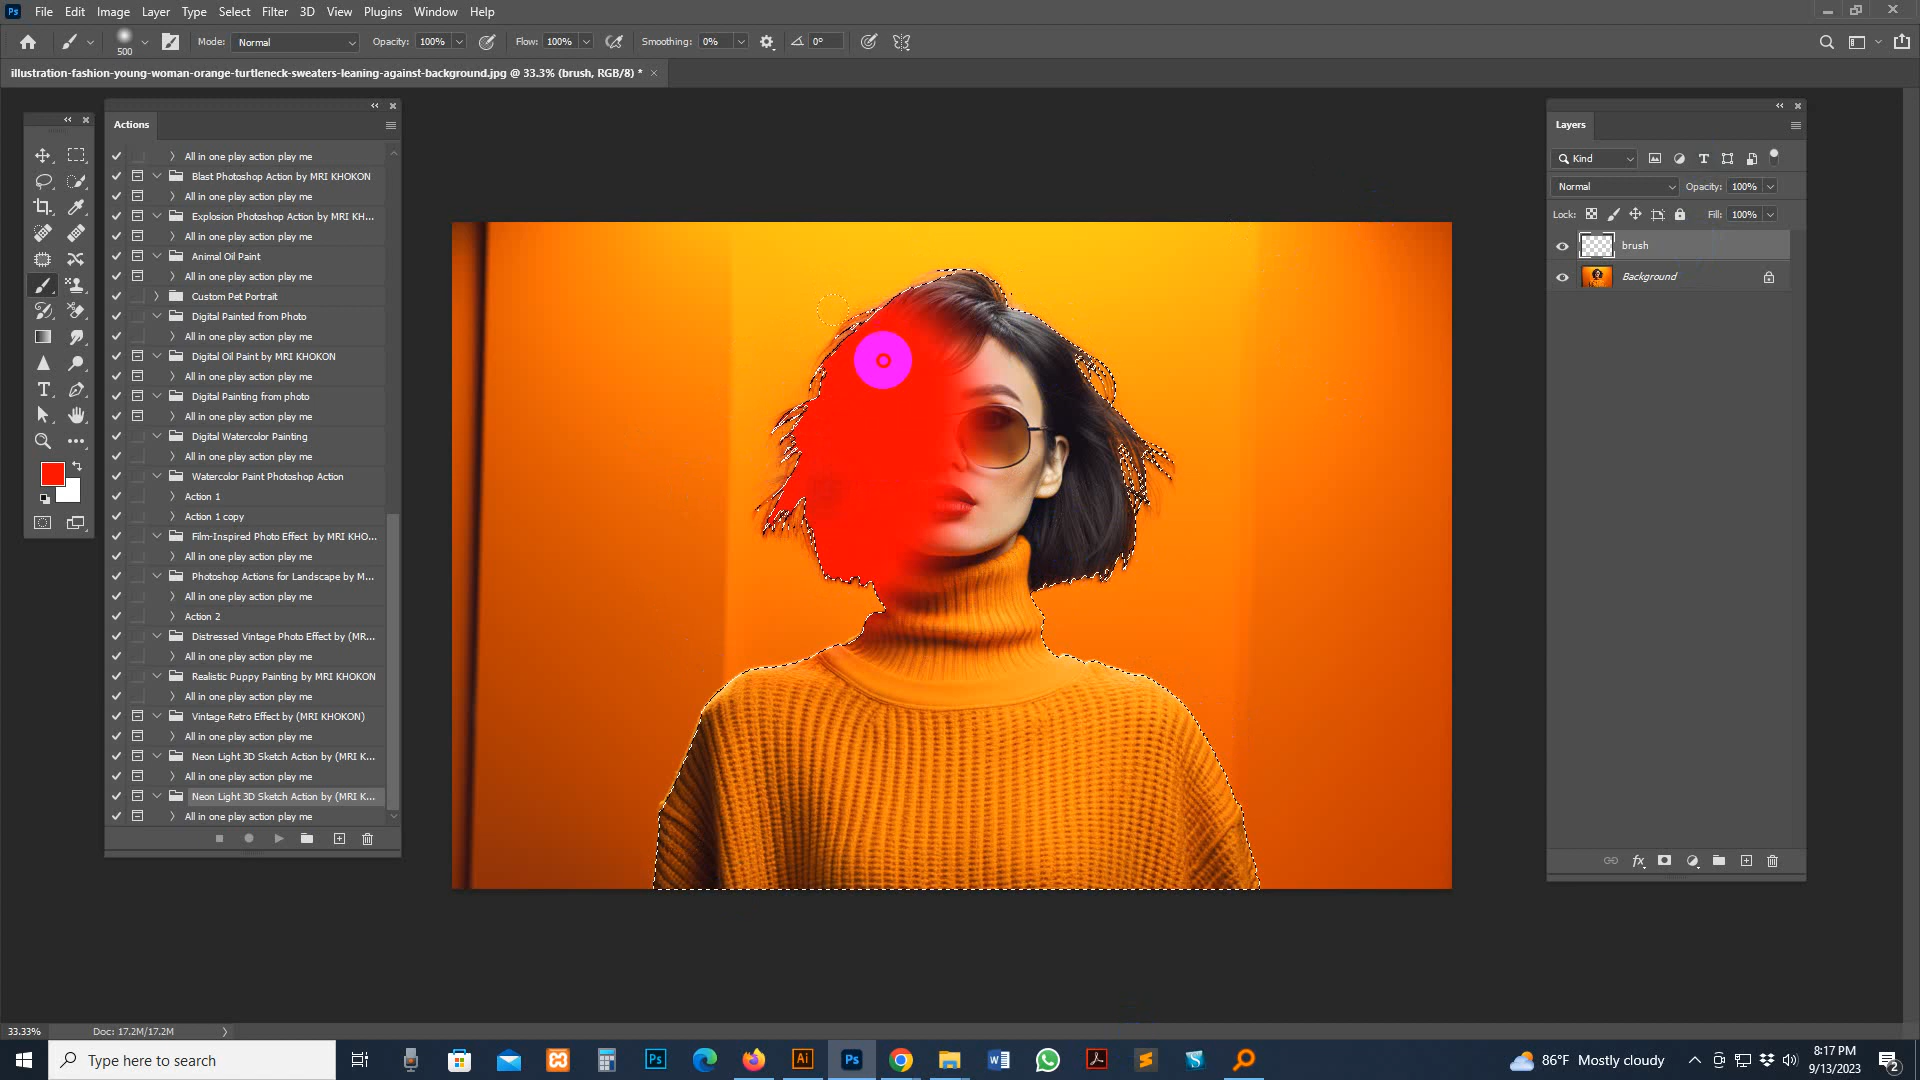 Ps File Edit Image Layer Type Select Filter 3D View Plugins Window Help
500 Mode: Normal Opacity: 100% Flow: 100% Smoothing: 0% 0°
illustration-fashion-young-woman-orange-turtleneck-sweaters-leaning-against-background.jpg @ 33.3% (brush, RGB/8) *
Actions
All in one play action play me
Blast Photoshop Action by MRI KHOKON
All in one play action play me
Explosion Photoshop Action by MRI KH...
All in one play action play me
Animal Oil Paint
All in one play action play me
Custom Pet Portrait
Digital Painted from Photo
All in one play action play me
Digital Oil Paint by MRI KHOKON
All in one play action play me
Digital Painting from photo
All in one play action play me
Digital Watercolor Painting
All in one play action play me
Watercolor Paint Photoshop Action
Action 1
Action 1 copy
Film-Inspired Photo Effect by MRI KHO...
All in one play action play me
Photoshop Actions for Landscape by M...
All in one play action play me
Action 2
Distressed Vintage Photo Effect by (MR...
All in one play action play me
Realistic Puppy Painting by MRI KHOKON
All in one play action play me
Vintage Retro Effect by (MRI KHOKON)
All in one play action play me
Neon Light 3D Sketch Action by (MRI K...
All in one play action play me
Neon Light 3D Sketch Action by (MRI K...
All in one play action play me
Layers
Kind
Normal Opacity: 100%
Lock: Fill: 100%
brush
Background
33.33% Doc: 17.2M/17.2M
Type here to search
Ps Ai Ps
86°F Mostly cloudy
8:17 PM
9/13/2023
2